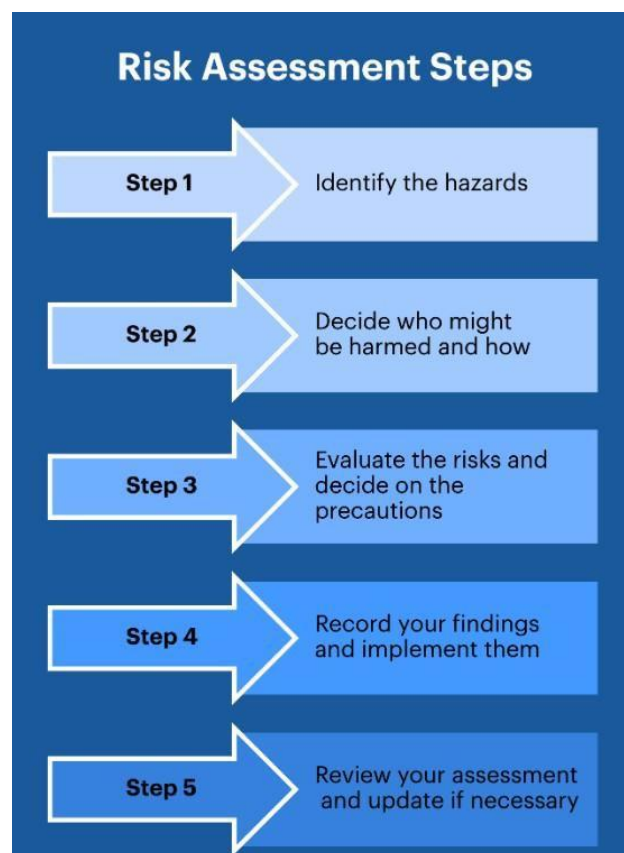 Risk Assessment Steps
Step 1
Identify the hazards
Step 2
Decide who might
be harmed and how
Step 3
Evaluate the risks and
decide on the
precautions
Step 4
Record your findings
and implement them
Step 5
Review your assessment
and update if necessary